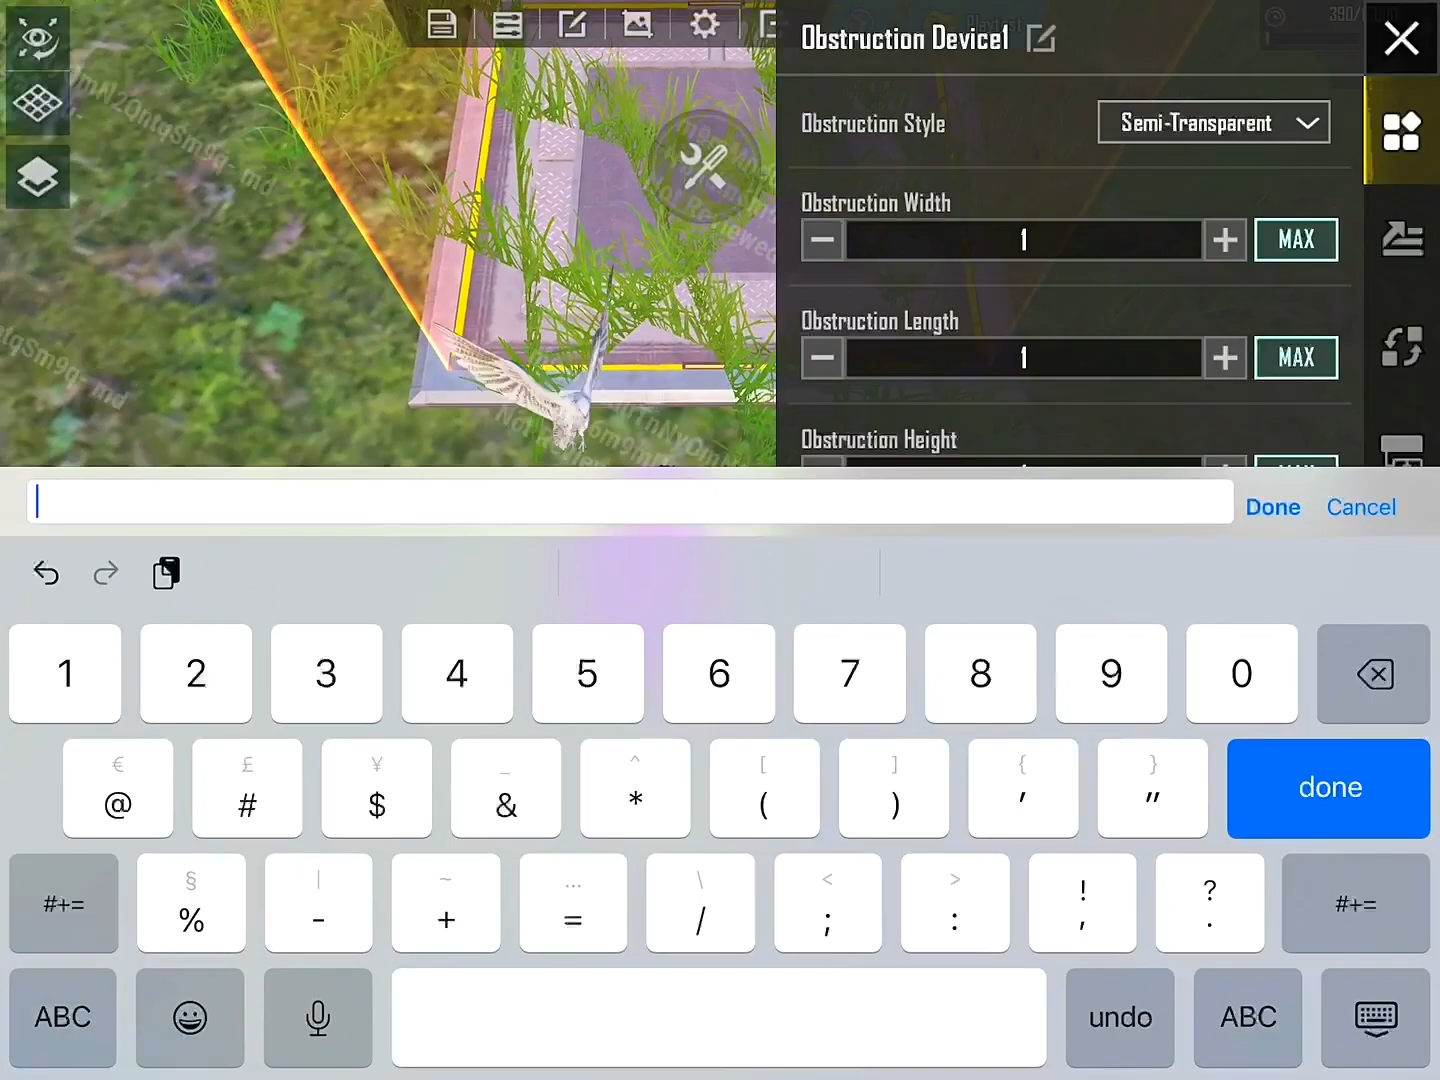 Obstruction Device1
Obstruction Style
Semi-Transparent
Obstruction Width
1
MAX
Obstruction Length
1
MAX
Obstruction Height
Done
Cancel
1 2 3 4 5 6 7 8 9 0
€ £ ¥ _ ^ [ ] { }
@ # $ & * ( ) ' "
done
§ | ~ … \ < > ! ?
#+= % - + = / ; : , . #+=
ABC
undo
ABC